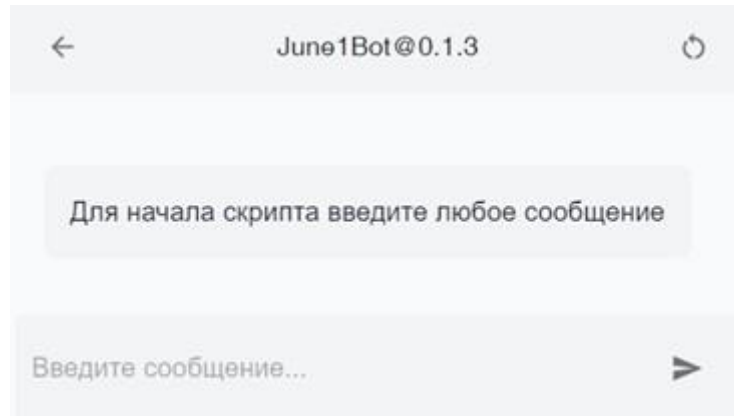 June1Bot@0.1.3
Для начала скрипта введите любое сообщение
Введите сообщение...